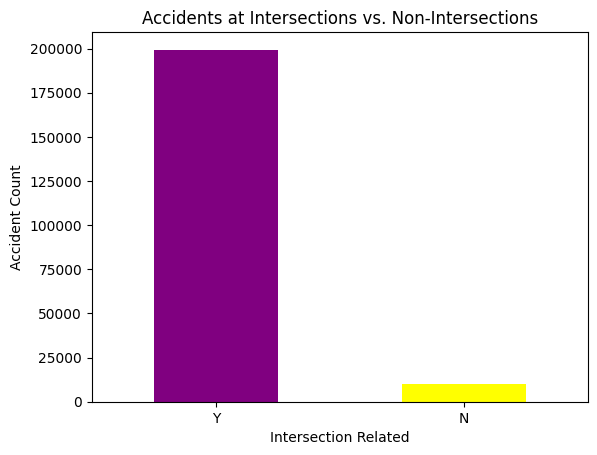 Accidents at Intersections vs. Non-Intersections
200000
175000
150000
125000
100000
75000
50000
25000
0
Accident Count
Y N
Intersection Related